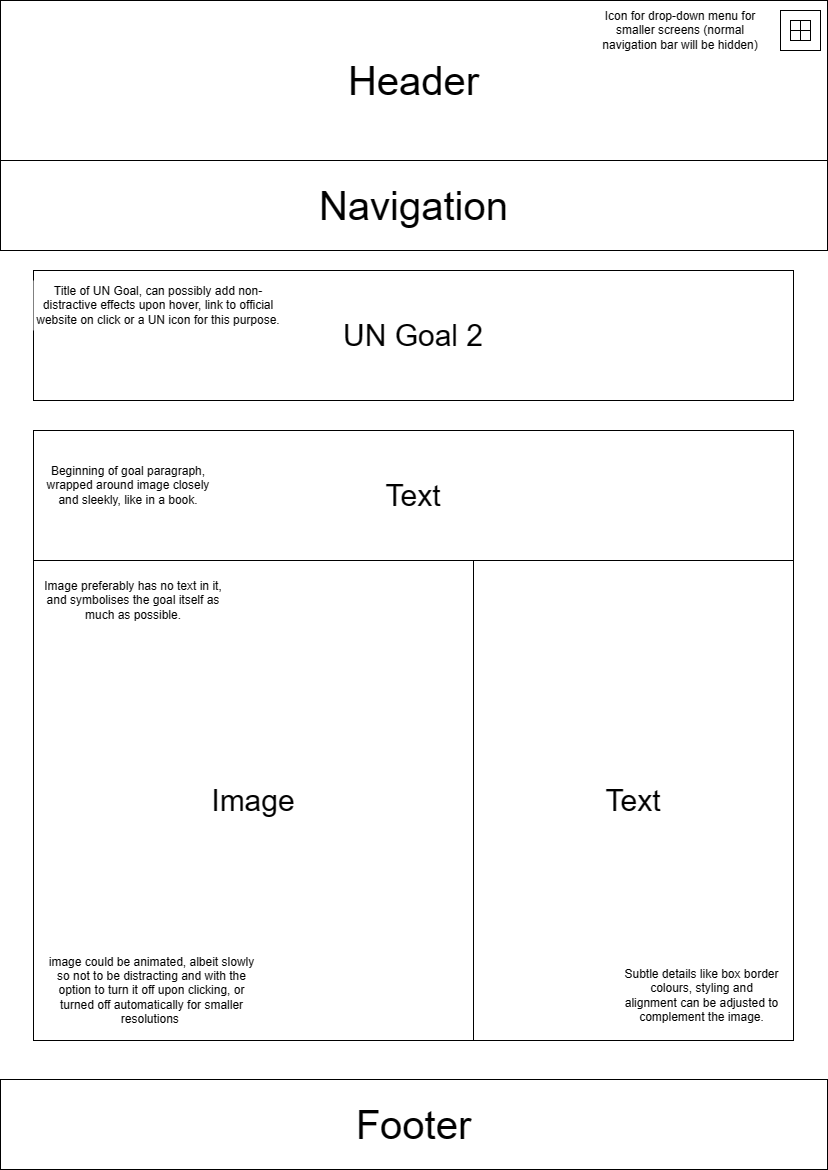 Icon for drop-down menu for
smaller screens (normal
navigation bar will be hidden)
Header
Navigation
Title of UN Goal, can possibly add non-
distractive effects upon hover, link to official
website on click or a UN icon for this purpose.
UN Goal 2
Beginning of goal paragraph,
wrapped around image closely
and sleekly, like in a book.
Text
Image preferably has no text in it,
and symbolises the goal itself as
much as possible.
Image
Text
image could be animated, albeit slowly
so not to be distracting and with the
option to turn it off upon clicking, or
turned off automatically for smaller
resolutions
Subtle details like box border
colours, styling and
alignment can be adjusted to
complement the image.
Footer